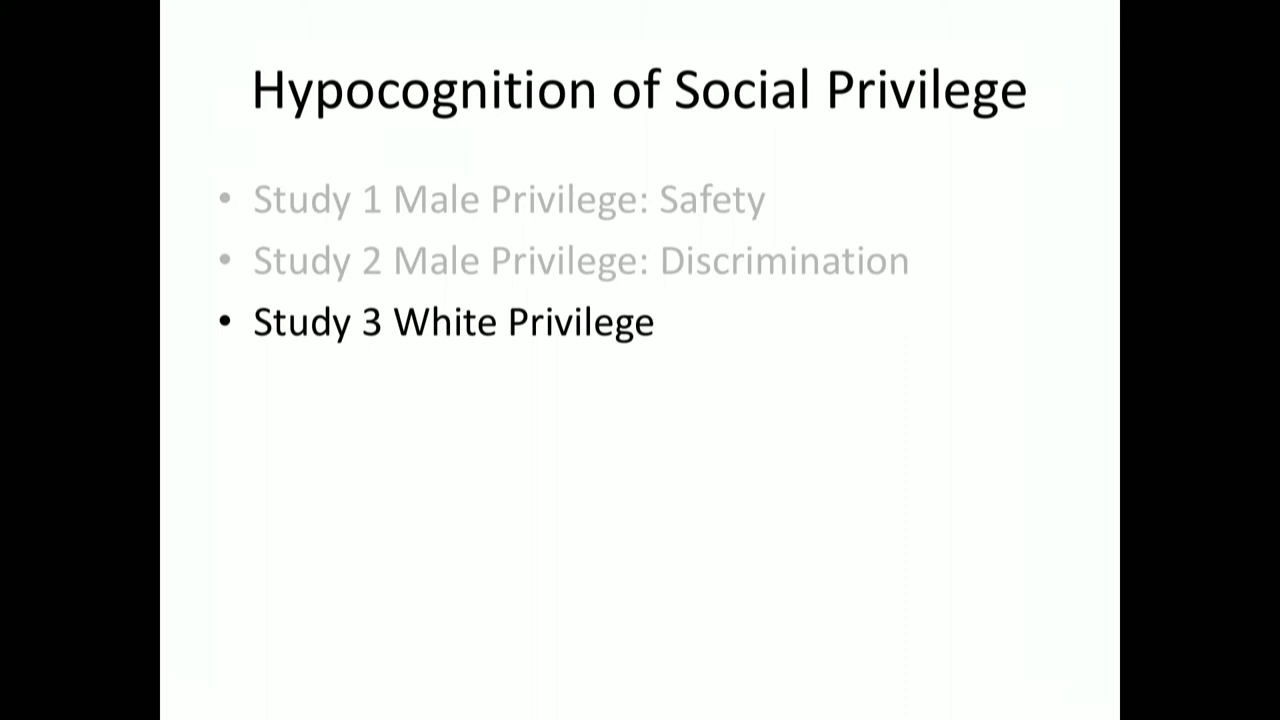 Hypocognition of Social Privilege
• Study 1 Male Privilege: Safety
• Study 2 Male Privilege: Discrimination
• Study 3 White Privilege